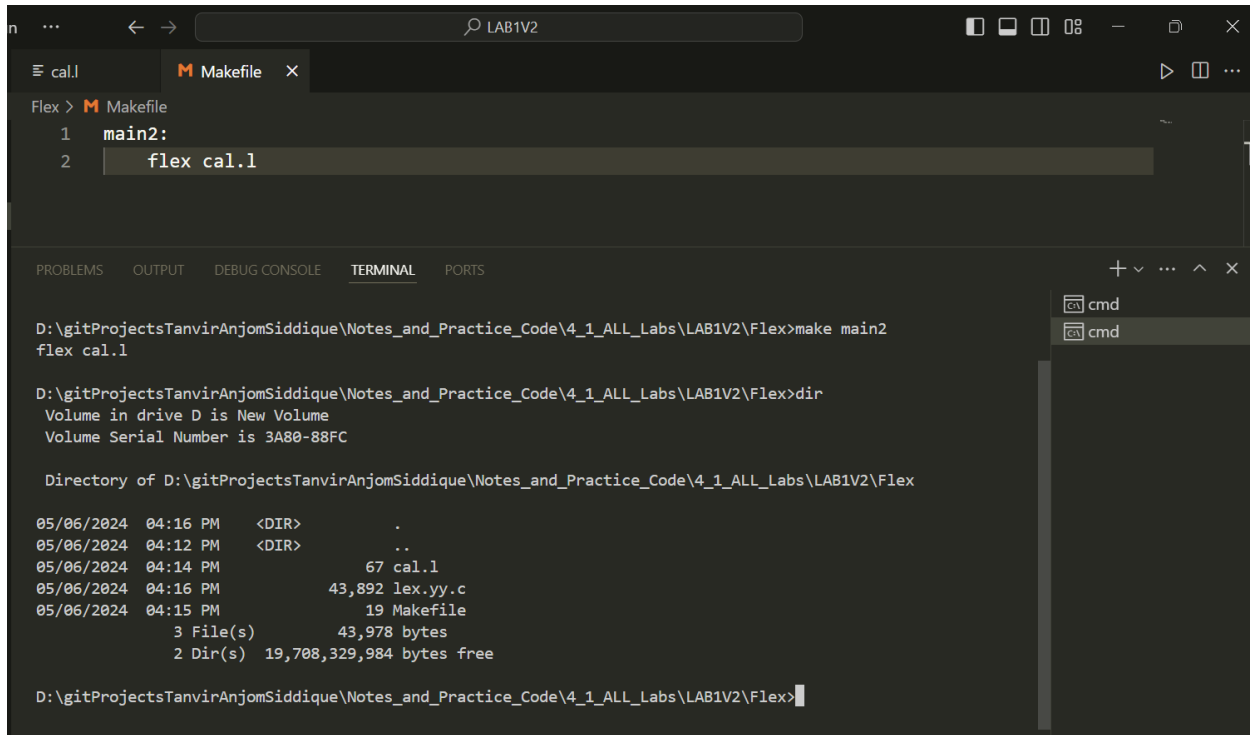 n ··· ← → LAB1V2
cal.l M Makefile ×
Flex > M Makefile
1 main2:
2 flex cal.l
PROBLEMS OUTPUT DEBUG CONSOLE TERMINAL PORTS
cmd
cmd
D:\gitProjectsTanvirAnjomSiddique\Notes_and_Practice_Code\4_1_ALL_Labs\LAB1V2\Flex>make main2
flex cal.l
D:\gitProjectsTanvirAnjomSiddique\Notes_and_Practice_Code\4_1_ALL_Labs\LAB1V2\Flex>dir
Volume in drive D is New Volume
Volume Serial Number is 3A80-88FC
Directory of D:\gitProjectsTanvirAnjomSiddique\Notes_and_Practice_Code\4_1_ALL_Labs\LAB1V2\Flex
05/06/2024 04:16 PM <DIR> .
05/06/2024 04:12 PM <DIR> ..
05/06/2024 04:14 PM 67 cal.l
05/06/2024 04:16 PM 43,892 lex.yy.c
05/06/2024 04:15 PM 19 Makefile
3 File(s) 43,978 bytes
2 Dir(s) 19,708,329,984 bytes free
D:\gitProjectsTanvirAnjomSiddique\Notes_and_Practice_Code\4_1_ALL_Labs\LAB1V2\Flex>